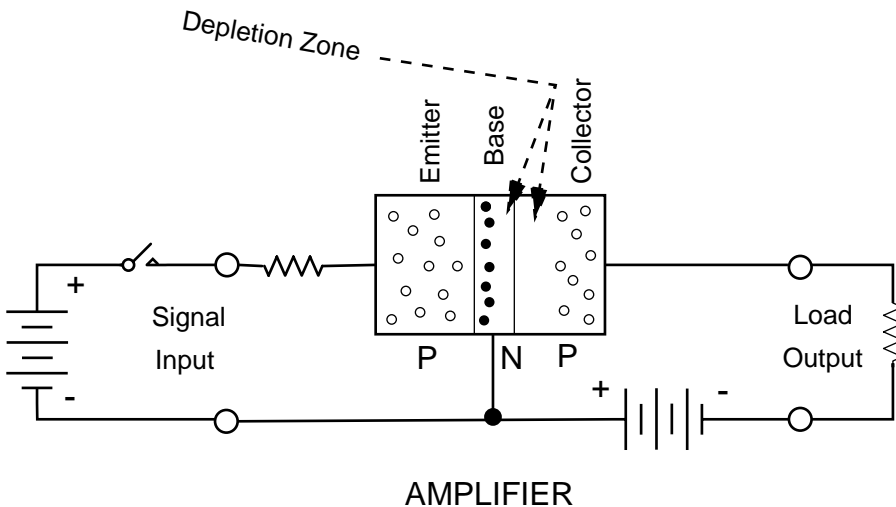 Depletion Zone
Emitter
Base
Collector
+
Signal
Input
-
P
N
P
+
-
Load
Output
AMPLIFIER